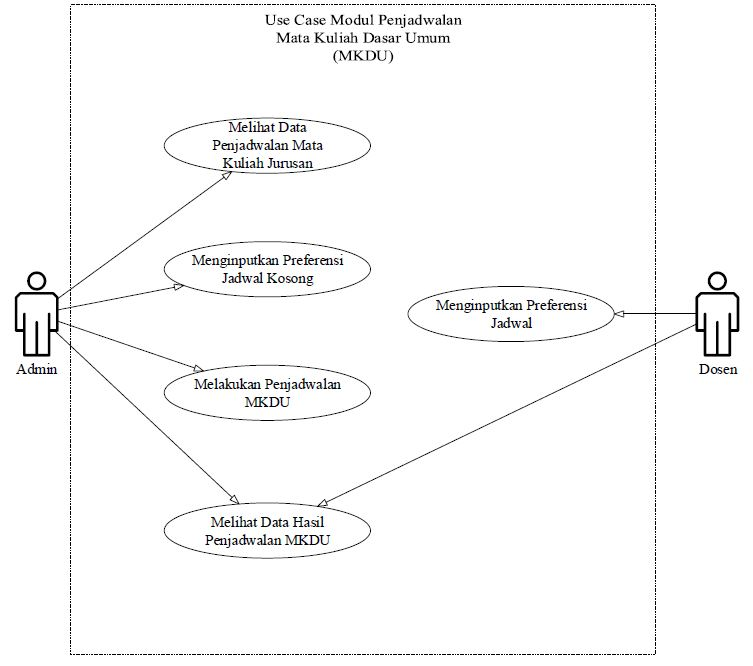 Use Case Modul Penjadwalan
Mata Kuliah Dasar Umum
(MKDU)
Melihat Data
Penjadwalan Mata
Kuliah Jurusan
Menginputkan Preferensi
Jadwal Kosong
Menginputkan Preferensi
Jadwal
Admin
Dosen
Melakukan Penjadwalan
MKDU
Melihat Data Hasil
Penjadwalan MKDU